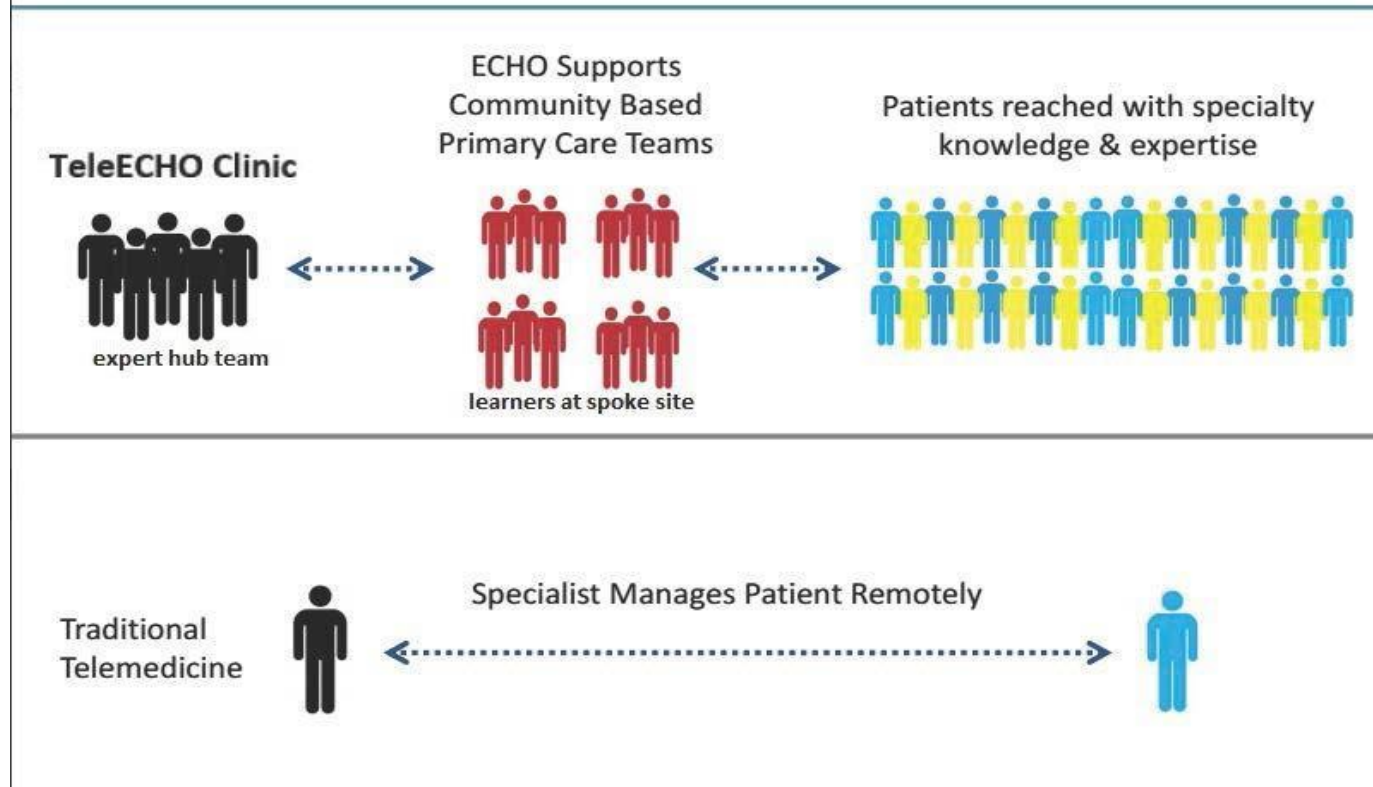 TeleECHO Clinic
expert hub team
ECHO Supports
Community Based
Primary Care Teams
learners at spoke site
Patients reached with specialty
knowledge & expertise
Traditional
Telemedicine
Specialist Manages Patient Remotely